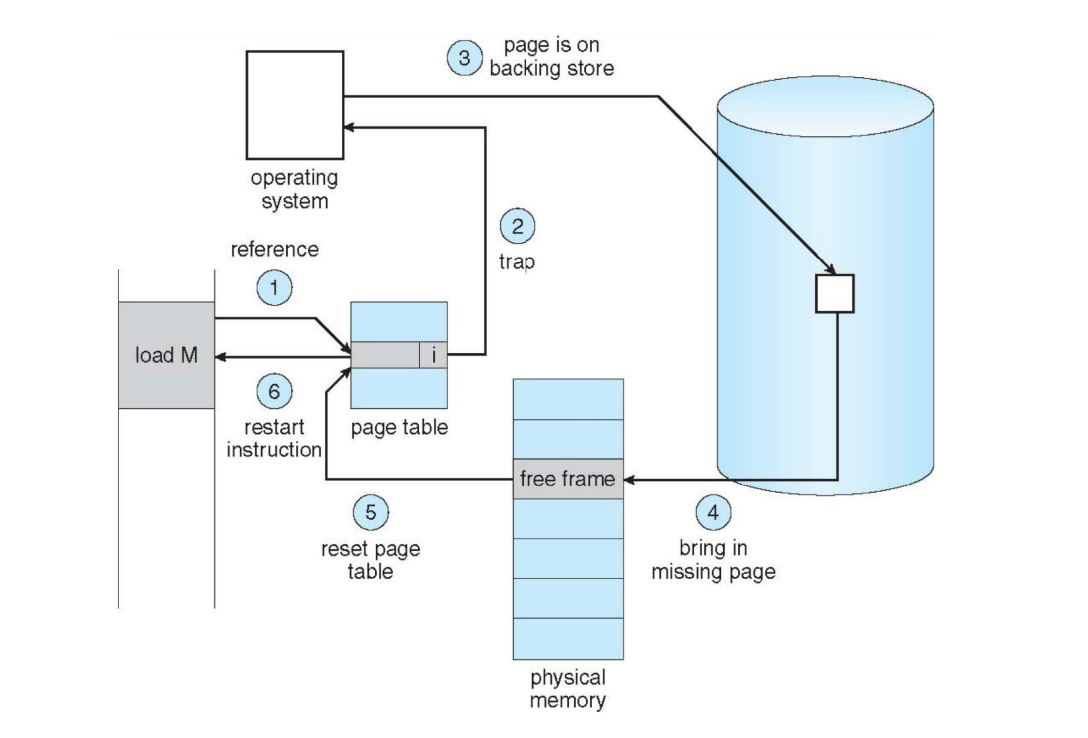 3
page is on
backing store
operating
system
2
trap
reference
1
load M
i
6
restart
instruction
page table
free frame
5
reset page
table
4
bring in
missing page
physical
memory